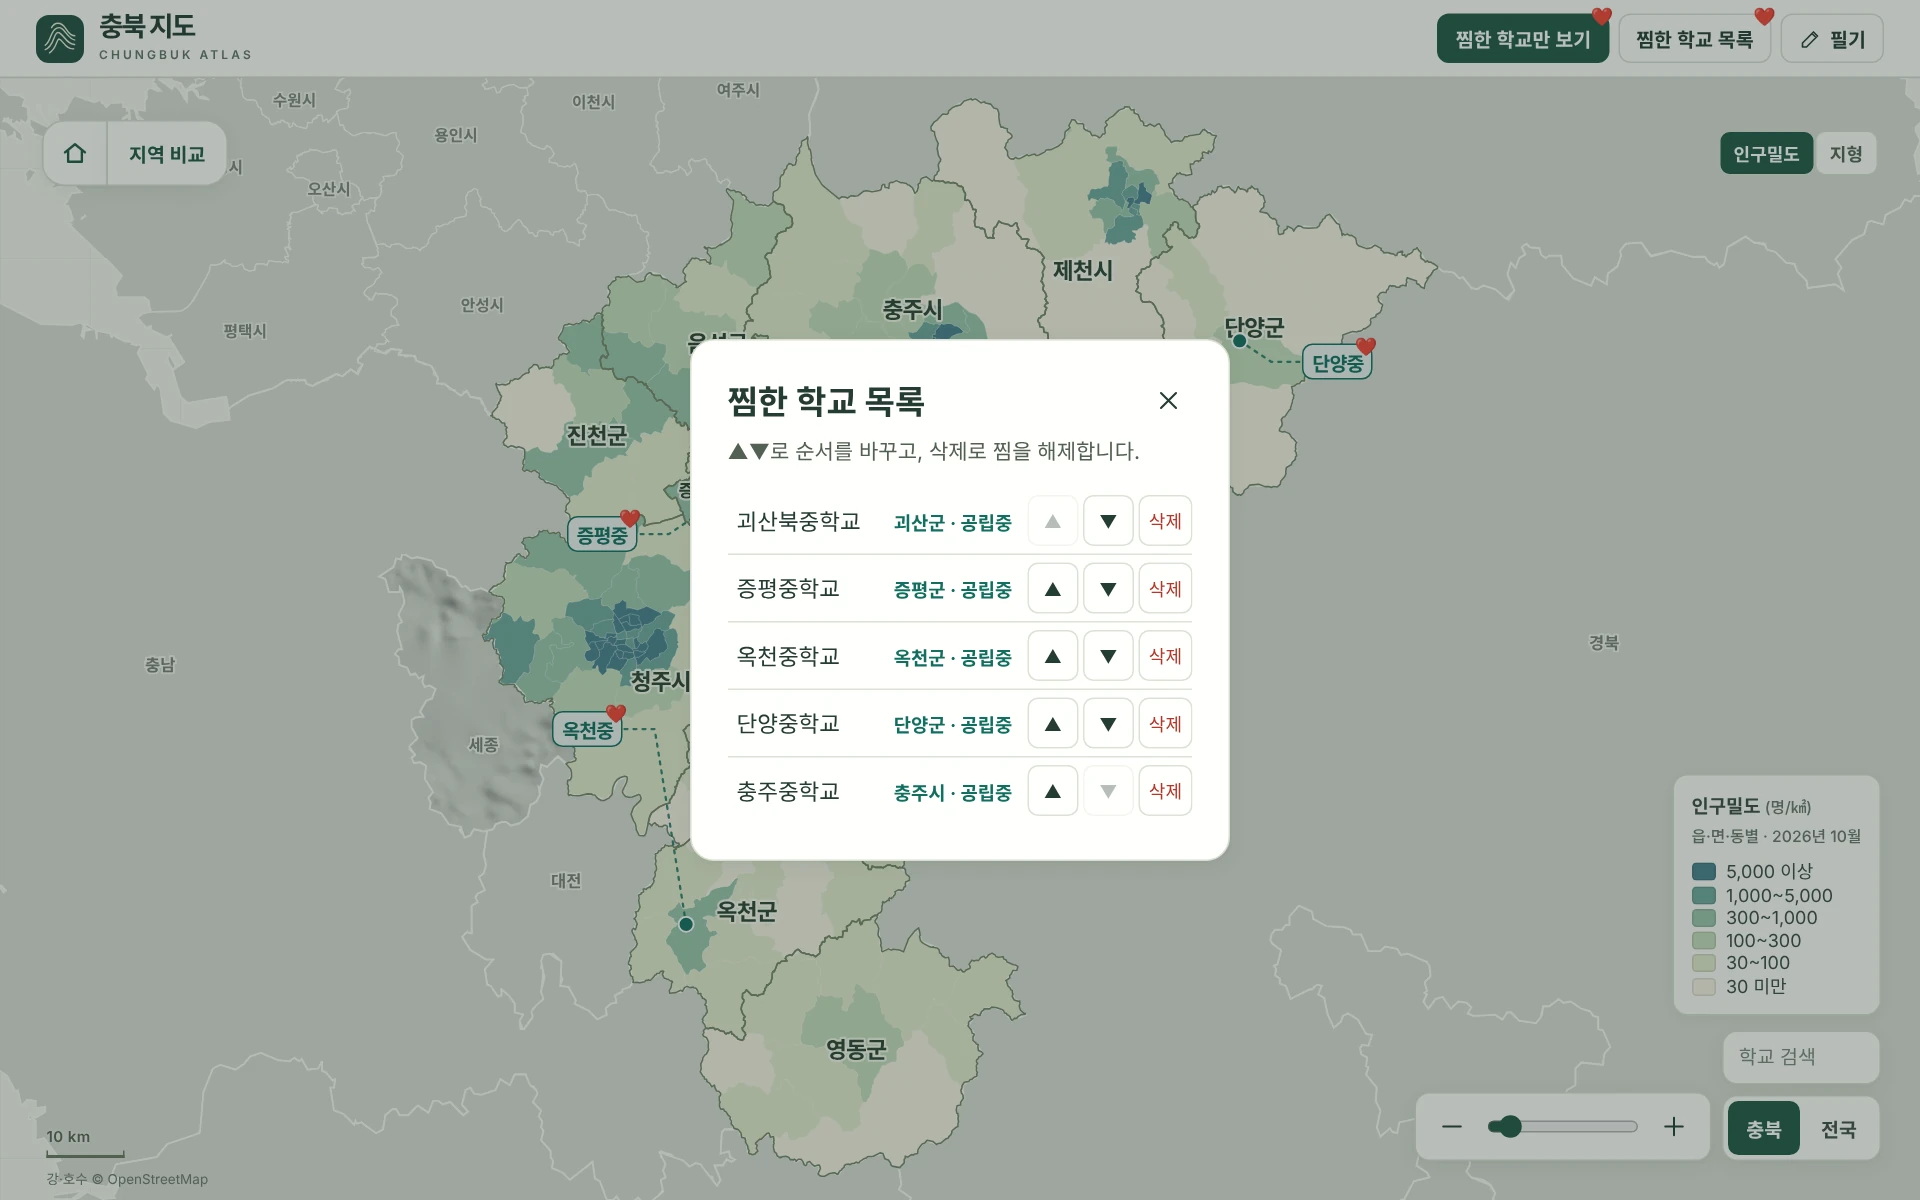 충북 지도
CHUNGBUK ATLAS
찜한 학교만 보기
찜한 학교 목록
필기
수원시
이천시
여주시
용인시
지역 비교
시
오산시
인구밀도
지형
제천시
안성시
충주시
평택시
단양군
단양중
진천군
증평중
충남
경북
청주시
옥천중
세종
대전
옥천군
영동군
찜한 학교 목록
▲▼로 순서를 바꾸고, 삭제로 찜을 해제합니다.
괴산북중학교 괴산군 · 공립중 ▲ ▼ 삭제
증평중학교 증평군 · 공립중 ▲ ▼ 삭제
옥천중학교 옥천군 · 공립중 ▲ ▼ 삭제
단양중학교 단양군 · 공립중 ▲ ▼ 삭제
충주중학교 충주시 · 공립중 ▲ ▼ 삭제
인구밀도 (명/㎢)
읍·면·동별 · 2026년 10월
5,000 이상
1,000~5,000
300~1,000
100~300
30~100
30 미만
학교 검색
충북
전국
10 km
강·호수 © OpenStreetMap